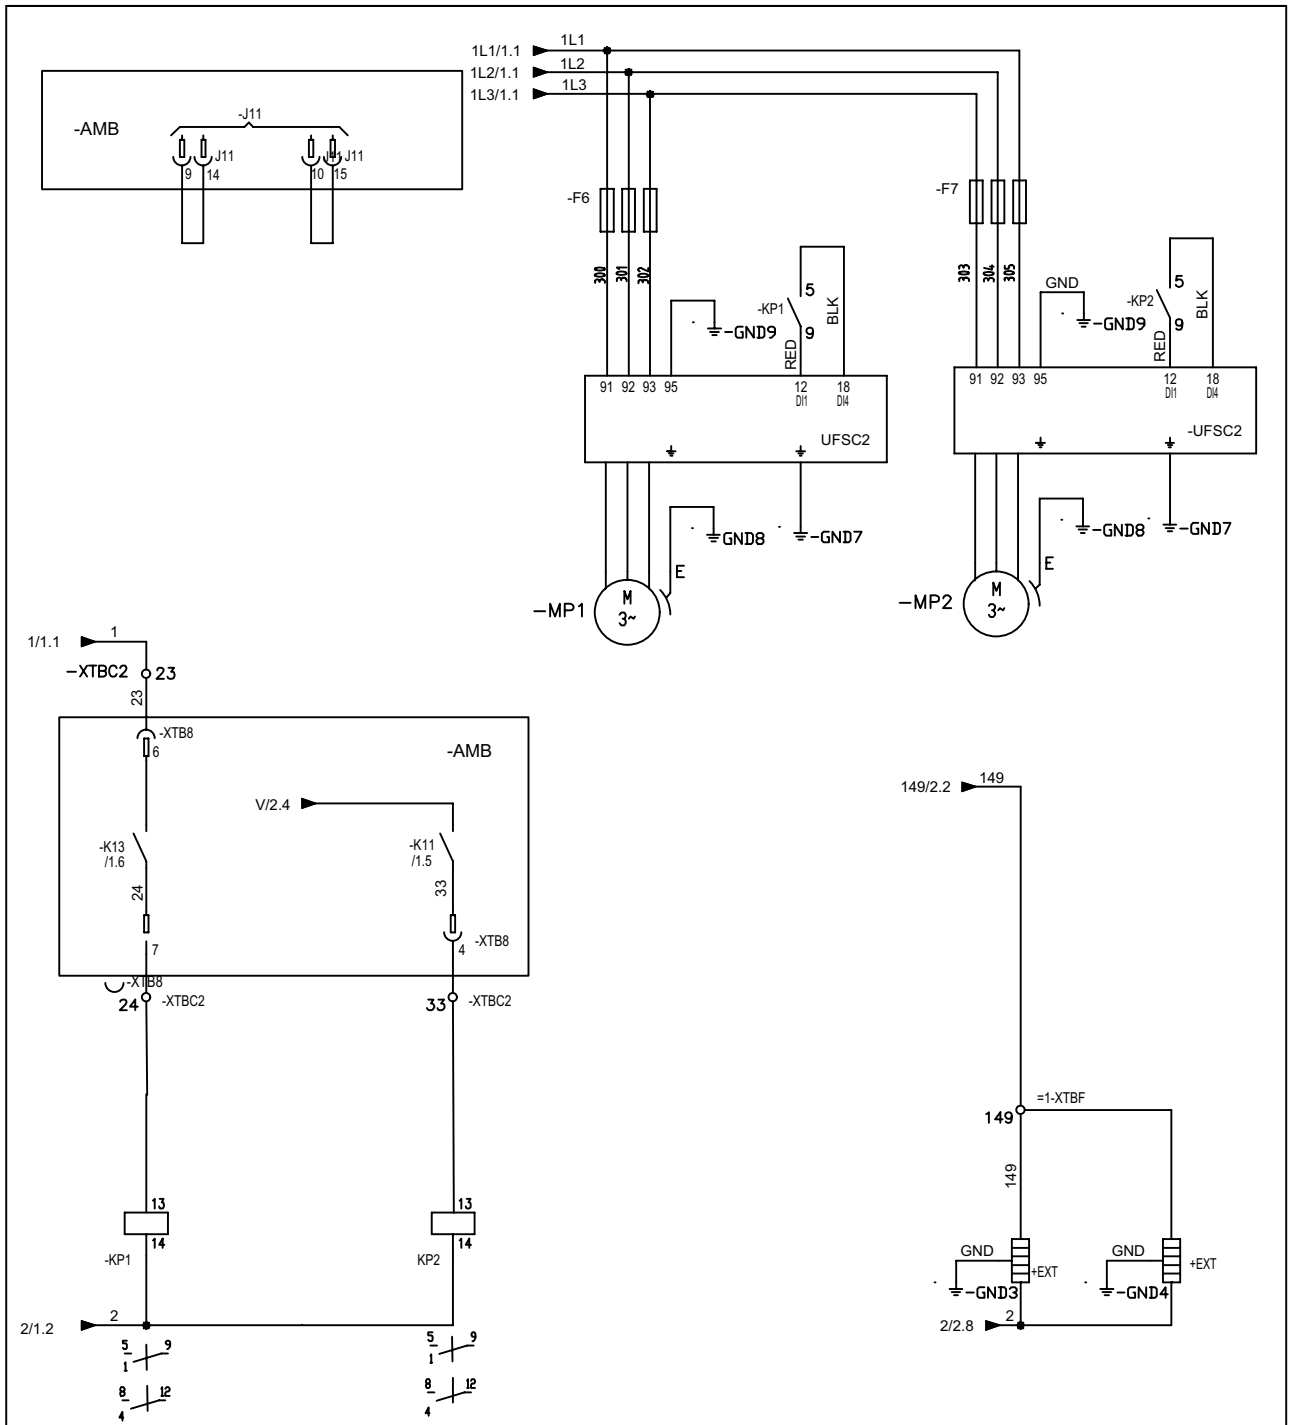 1L1/1.1 1L1
1L2/1.1 1L2
1L3/1.1 1L3
-AMB
-J11
J11 J11 J11
9 14 10 15
-F6
-F7
300 301 302
303 304 305
-KP1
5
9
RED
BLK
-GND9
GND
-GND9
-KP2
5
9
RED
BLK
91 92 93 95 12 18
DI1 DI4
UFSC2
91 92 93 95 12 18
DI1 DI4
-UFSC2
GND8
-GND7
-GND8
-GND7
E
E
-MP1
M
3~
-MP2
M
3~
1/1.1 1
-XTBC2 23
23
-XTB8
6
-AMB
V/2.4
-K13
/1.6
-K11
/1.5
24
33
7
4 -XTB8
-XTB8
24 -XTBC2
33 -XTBC2
149/2.2 149
=1-XTBF
149
149
13
14
-KP1
13
14
KP2
GND
+EXT
-GND3
GND
+EXT
-GND4
2/1.2 2
2/2.8 2
5 9
1
8 12
4
5 9
1
8 12
4